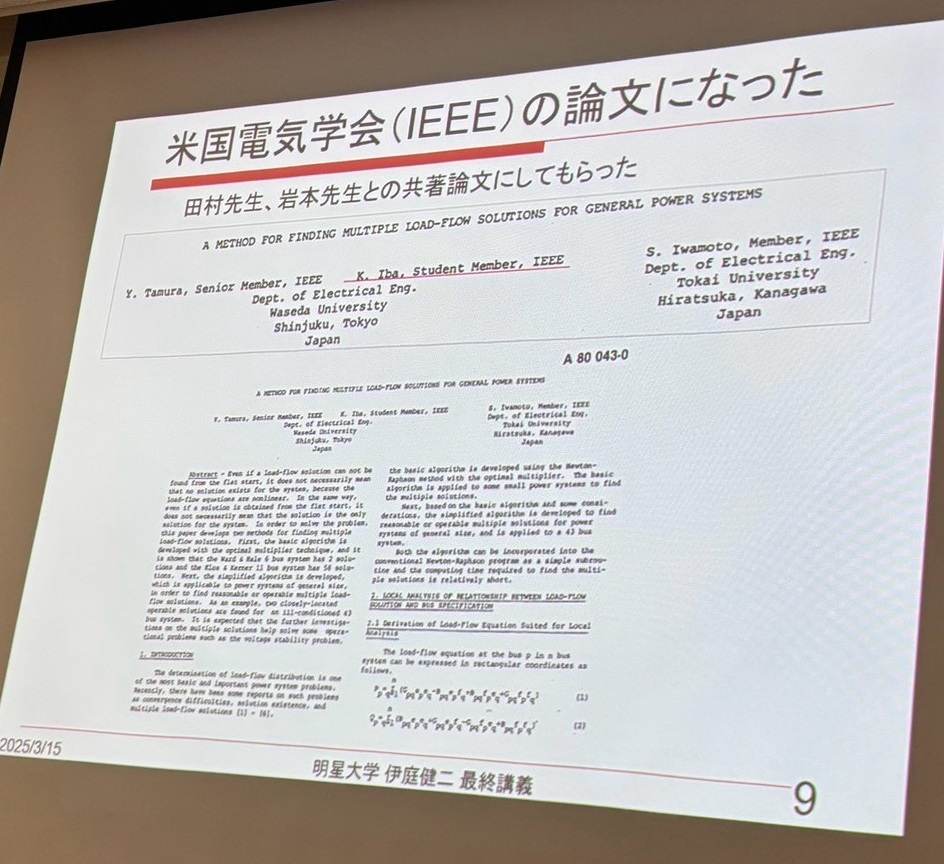 米国電気学会(IEEE)の論文になった
田村先生、岩本先生との共著論文にしてもらった
A METHOD FOR FINDING MULTIPLE LOAD-FLOW SOLUTIONS FOR GENERAL POWER SYSTEMS
Y. Tamura, Senior Member, IEEE K. Iba, Student Member, IEEE
Dept. of Electrical Eng.
Waseda University
Shinjuku, Tokyo
Japan
S. Iwamoto, Member, IEEE
Dept. of Electrical Eng.
Tokai University
Hiratsuka, Kanagawa
Japan
A 80 043-0
A METHOD FOR FINDING MULTIPLE LOAD-FLOW SOLUTIONS FOR GENERAL POWER SYSTEMS
Y. Tamura, Senior Member, IEEE K. Iba, Student Member, IEEE
Dept. of Electrical Eng.
Waseda University
Shinjuku, Tokyo
Japan
S. Iwamoto, Member, IEEE
Dept. of Electrical Eng.
Tokai University
Hiratsuka, Kanagawa
Japan
Abstract - Even if a load-flow solution can not be
found from the flat start, it does not necessarily mean
that no solution exists for the system, because the
load-flow equations are nonlinear. In the same way,
even if a solution is obtained from the flat start, it
does not necessarily mean that the solution is the only
solution for the system. In order to solve the problem,
this paper develops two methods for finding multiple
load-flow solutions. First, the basic algorithm is
developed with the optimal multiplier technique, and it
is shown that the Ward & Hale 6 bus system has 2 solu-
tions and the Klos & Kerner 11 bus system has 56 solu-
tions. Next, the simplified algorithm is developed,
which is applicable to power systems of general size,
in order to find reasonable or operable multiple load-
flow solutions. As an example, two closely-located
operable solutions are found for an ill-conditioned 43
bus system. It is expected that the further investiga-
tions on the multiple solutions help solve some opera-
tional problems such as the voltage stability problem.
1. INTRODUCTION
The determination of load-flow distribution is one
of the most basic and important power system problems.
Recently, there have been some reports on such problems
as convergence difficulties, solution existence, and
multiple load-flow solutions [1] - [6].
the basic algorithm is developed using the Newton-
Raphson method with the optimal multiplier. The basic
algorithm is applied to some small power systems to find
the multiple solutions.
Next, based on the basic algorithm and some consi-
derations, the simplified algorithm is developed to find
reasonable or operable multiple solutions for power
systems of general size, and is applied to a 43 bus
system.
Both the algorithm can be incorporated into the
conventional Newton-Raphson program as a simple subrou-
tine and the computing time required to find the multi-
ple solutions is relatively short.
2. LOCAL ANALYSIS OF RELATIONSHIP BETWEEN LOAD-FLOW
SOLUTION AND BUS SPECIFICATION
2.1 Derivation of Load-Flow Equation Suited for Local
Analysis
The load-flow equation at the bus p in n bus
system can be expressed in rectangular coordinates as
follows.
(1)
(2)
2025/3/15
明星大学 伊庭健二 最終講義
9